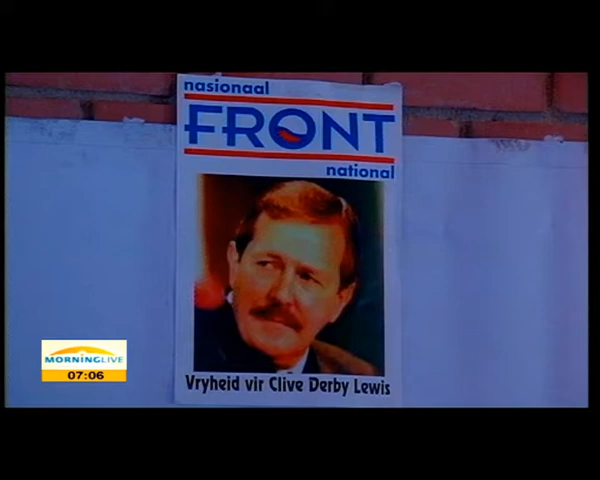 nasionaal
FRONT
national
Vryheid vir Clive Derby Lewis
MORNINGLIVE
07:06